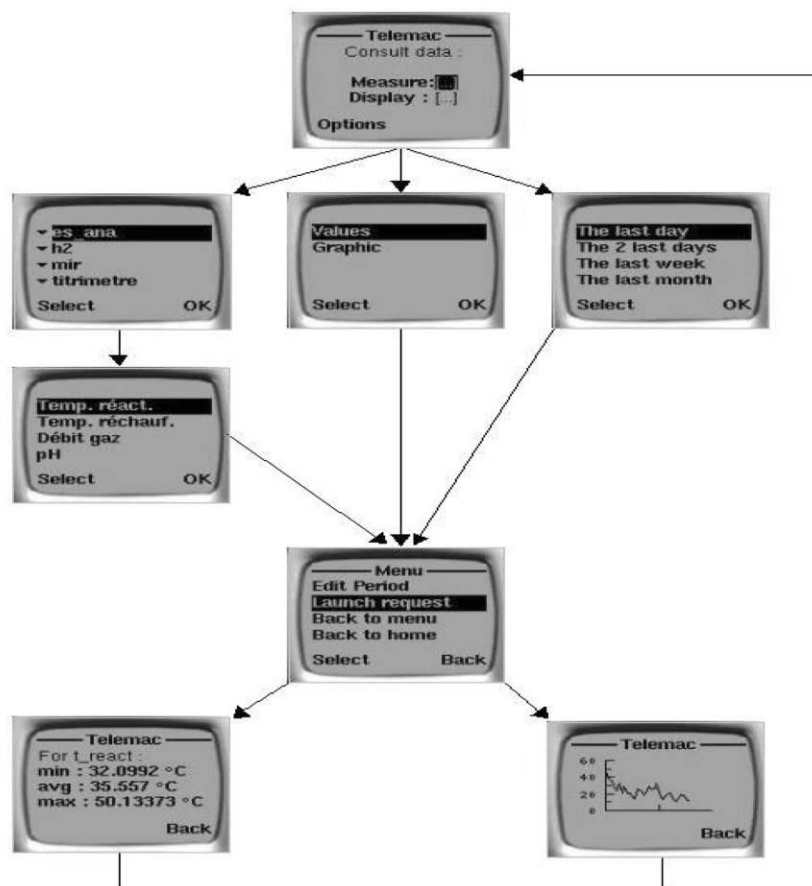 Telemac
Consult data :
Measure:[...]
Display : [...]
Options
es_ana
h2
mir
titrimetre
Select OK
Values
Graphic
Select OK
The last day
The 2 last days
The last week
The last month
Select OK
Temp. réact.
Temp. réchauf.
Débit gaz
pH
Select OK
Menu
Edit Period
Launch request
Back to menu
Back to home
Select Back
Telemac
For t_react :
min : 32.0992 °C
avg : 35.557 °C
max : 50.13373 °C
Back
Telemac
60
40
20
0
Back